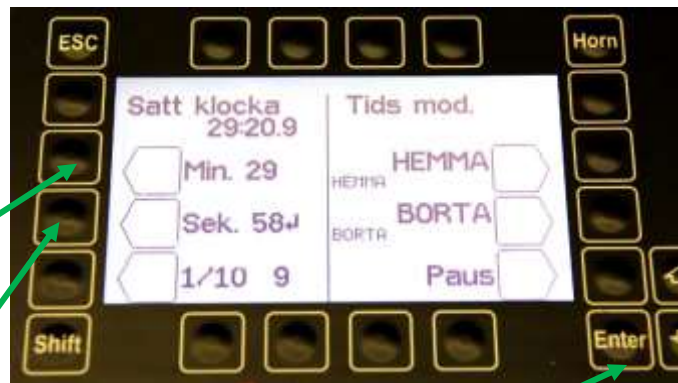 ESC
Horn
Satt klocka
29:20.9
Min. 29
Sek. 58↵
1/10 9
Tids mod.
HEMMA
HEMMA
BORTA
BORTA
Paus
Shift
Enter